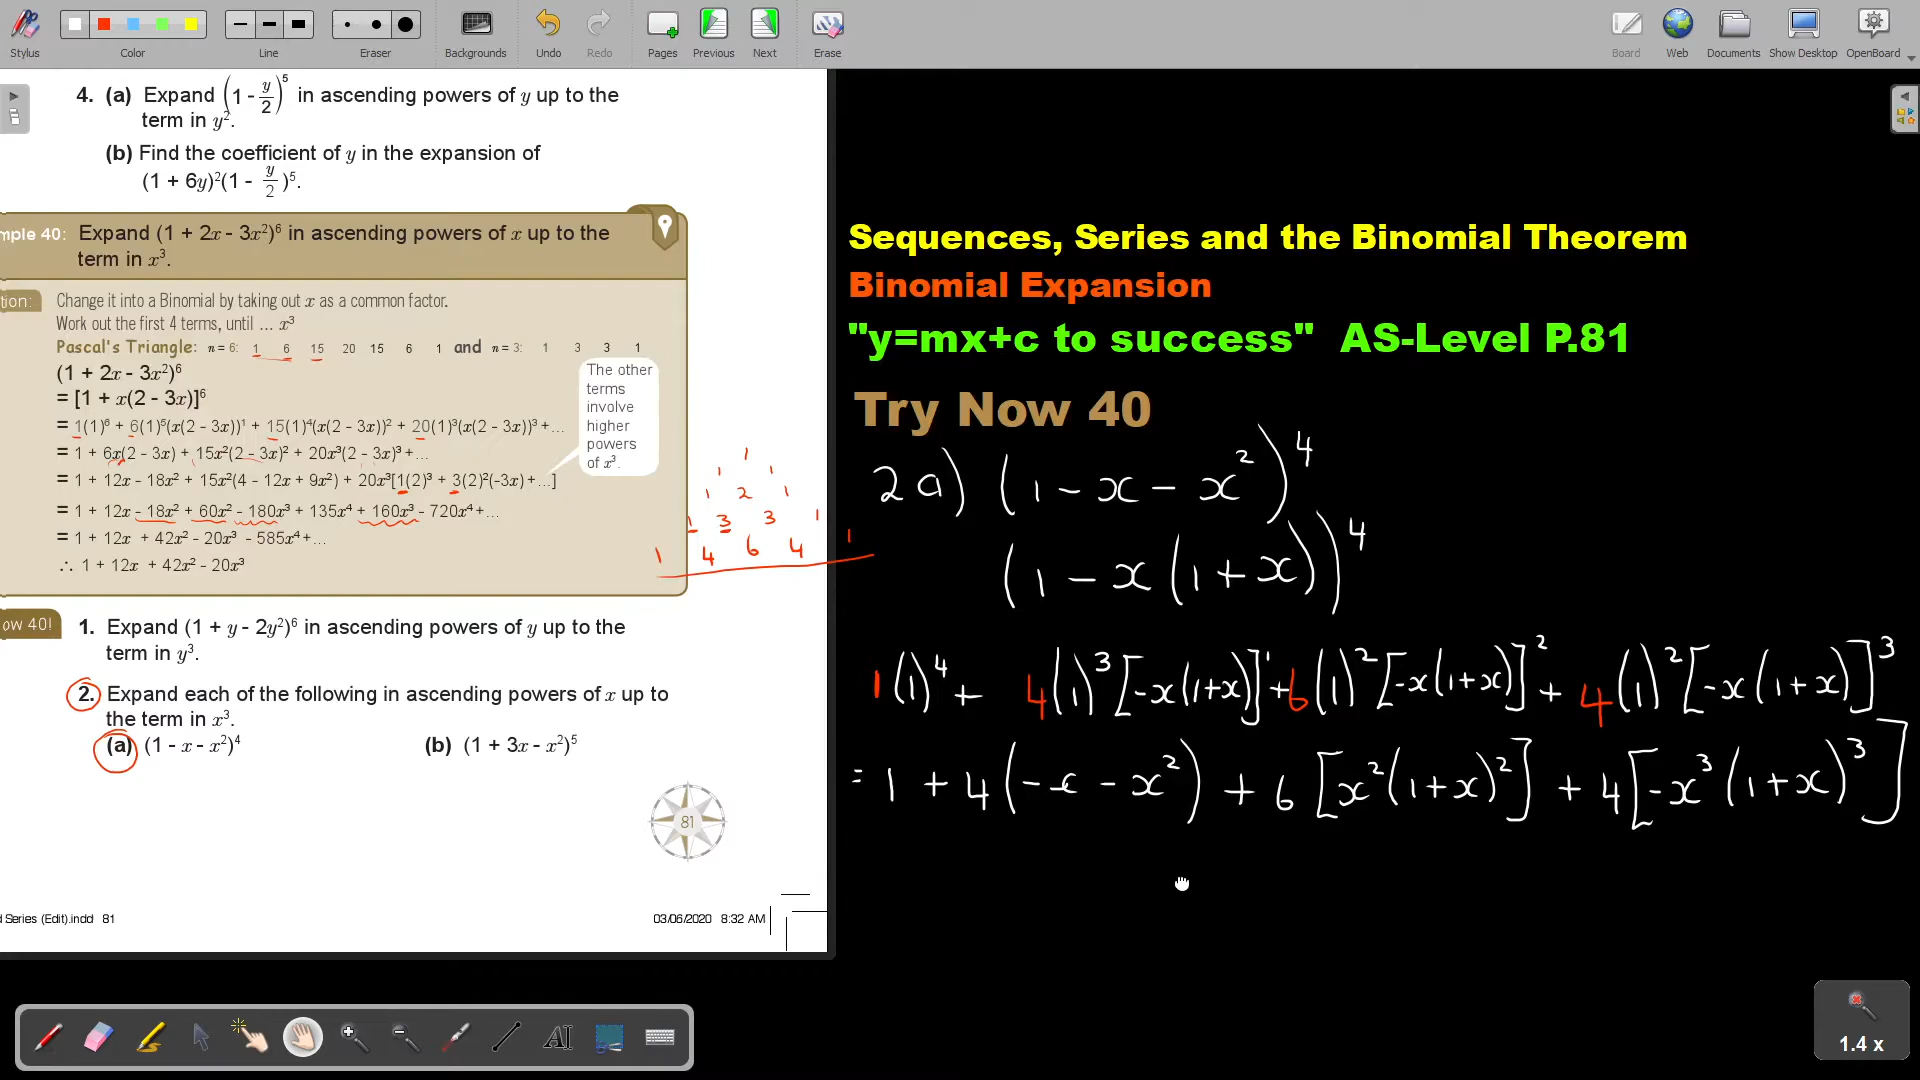 Stylus Color Line Eraser Backgrounds Undo Redo Pages Previous Next Erase Board Web Documents Show Desktop OpenBoard
4. (a) Expand (1 - y/2)⁵ in ascending powers of y up to the
term in y².
(b) Find the coefficient of y in the expansion of
(1 + 6y)²(1 - y/2)⁵.
mple 40: Expand (1 + 2x - 3x²)⁶ in ascending powers of x up to the
term in x³.
tion: Change it into a Binomial by taking out x as a common factor.
Work out the first 4 terms, until ... x³
Pascal's Triangle: n = 6: 1 6 15 20 15 6 1 and n = 3: 1 3 3 1
(1 + 2x - 3x²)⁶
= [1 + x(2 - 3x)]⁶
= 1(1)⁶ + 6(1)⁵(x(2 - 3x))¹ + 15(1)⁴(x(2 - 3x))² + 20(1)³(x(2 - 3x))³ +...
= 1 + 6x(2 - 3x) + 15x²(2 - 3x)² + 20x³(2 - 3x)³ +...
= 1 + 12x - 18x² + 15x²(4 - 12x + 9x²) + 20x³[1(2)³ + 3(2)²(-3x) +...]
= 1 + 12x - 18x² + 60x² - 180x³ + 135x⁴ + 160x³ - 720x⁴ +...
= 1 + 12x + 42x² - 20x³ - 585x⁴ +...
∴ 1 + 12x + 42x² - 20x³
The other
terms
involve
higher
powers
of x³.
1
1 1
1 2 1
1 3 3 1
1 4 6 4 1
ow 40! 1. Expand (1 + y - 2y²)⁶ in ascending powers of y up to the
term in y³.
2. Expand each of the following in ascending powers of x up to
the term in x³.
(a) (1 - x - x²)⁴ (b) (1 + 3x - x²)⁵
81
d Series (Edit).indd 81 03/06/2020 8:32 AM
Sequences, Series and the Binomial Theorem
Binomial Expansion
"y=mx+c to success" AS-Level P.81
Try Now 40
2a) (1 - x - x²)⁴
(1 - x(1+x))⁴
1(1)⁴ + 4(1)³[-x(1+x)]¹ + 6(1)²[-x(1+x)]² + 4(1)²[-x(1+x)]³
= 1 + 4(-x - x²) + 6[x²(1+x)²] + 4[-x³(1+x)³]
1.4 x